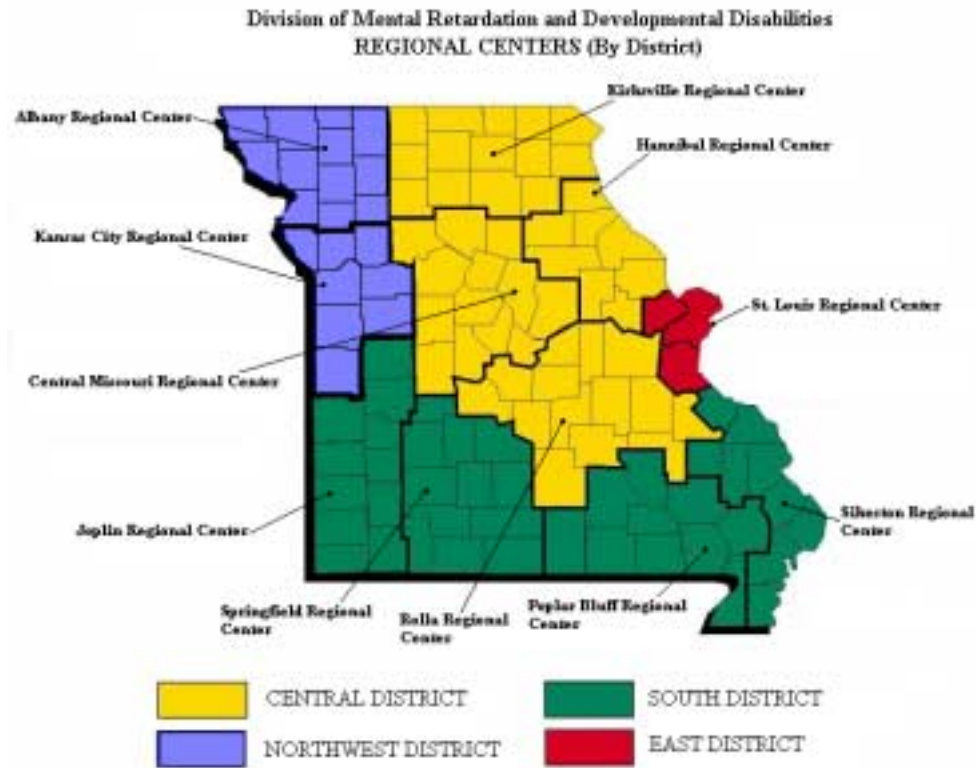 Division of Mental Retardation and Developmental Disabilities
REGIONAL CENTERS (By District)
Kirksville Regional Center
Albany Regional Center
Hannibal Regional Center
Kansas City Regional Center
St. Louis Regional Center
Central Missouri Regional Center
Joplin Regional Center
Sikeston Regional
Center
Springfield Regional
Center
Rolla Regional
Center
Poplar Bluff Regional
Center
CENTRAL DISTRICT
SOUTH DISTRICT
NORTHWEST DISTRICT
EAST DISTRICT